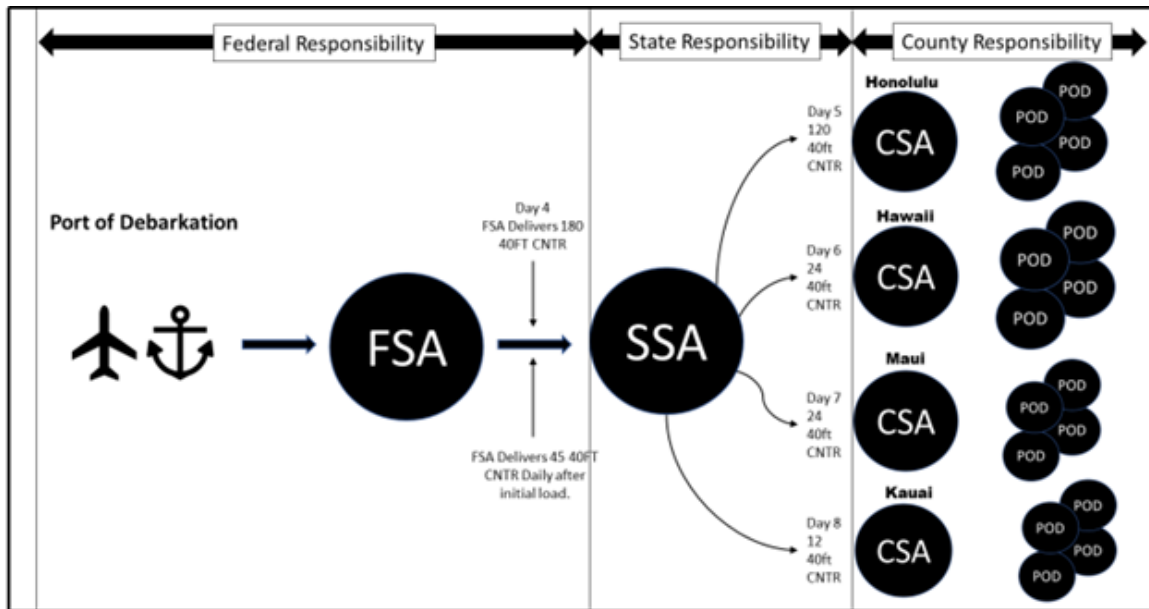 Federal Responsibility
State Responsibility
County Responsibility
Port of Debarkation
FSA
Day 4
FSA Delivers 180
40FT CNTR
FSA Delivers 45 40FT
CNTR Daily after
initial load.
SSA
Day 5
120
40ft
CNTR
Honolulu
CSA
POD
POD
POD
POD
Day 6
24
40ft
CNTR
Hawaii
CSA
POD
POD
POD
POD
Day 7
24
40ft
CNTR
Maui
CSA
POD
POD
POD
POD
Day 8
12
40ft
CNTR
Kauai
CSA
POD
POD
POD
POD